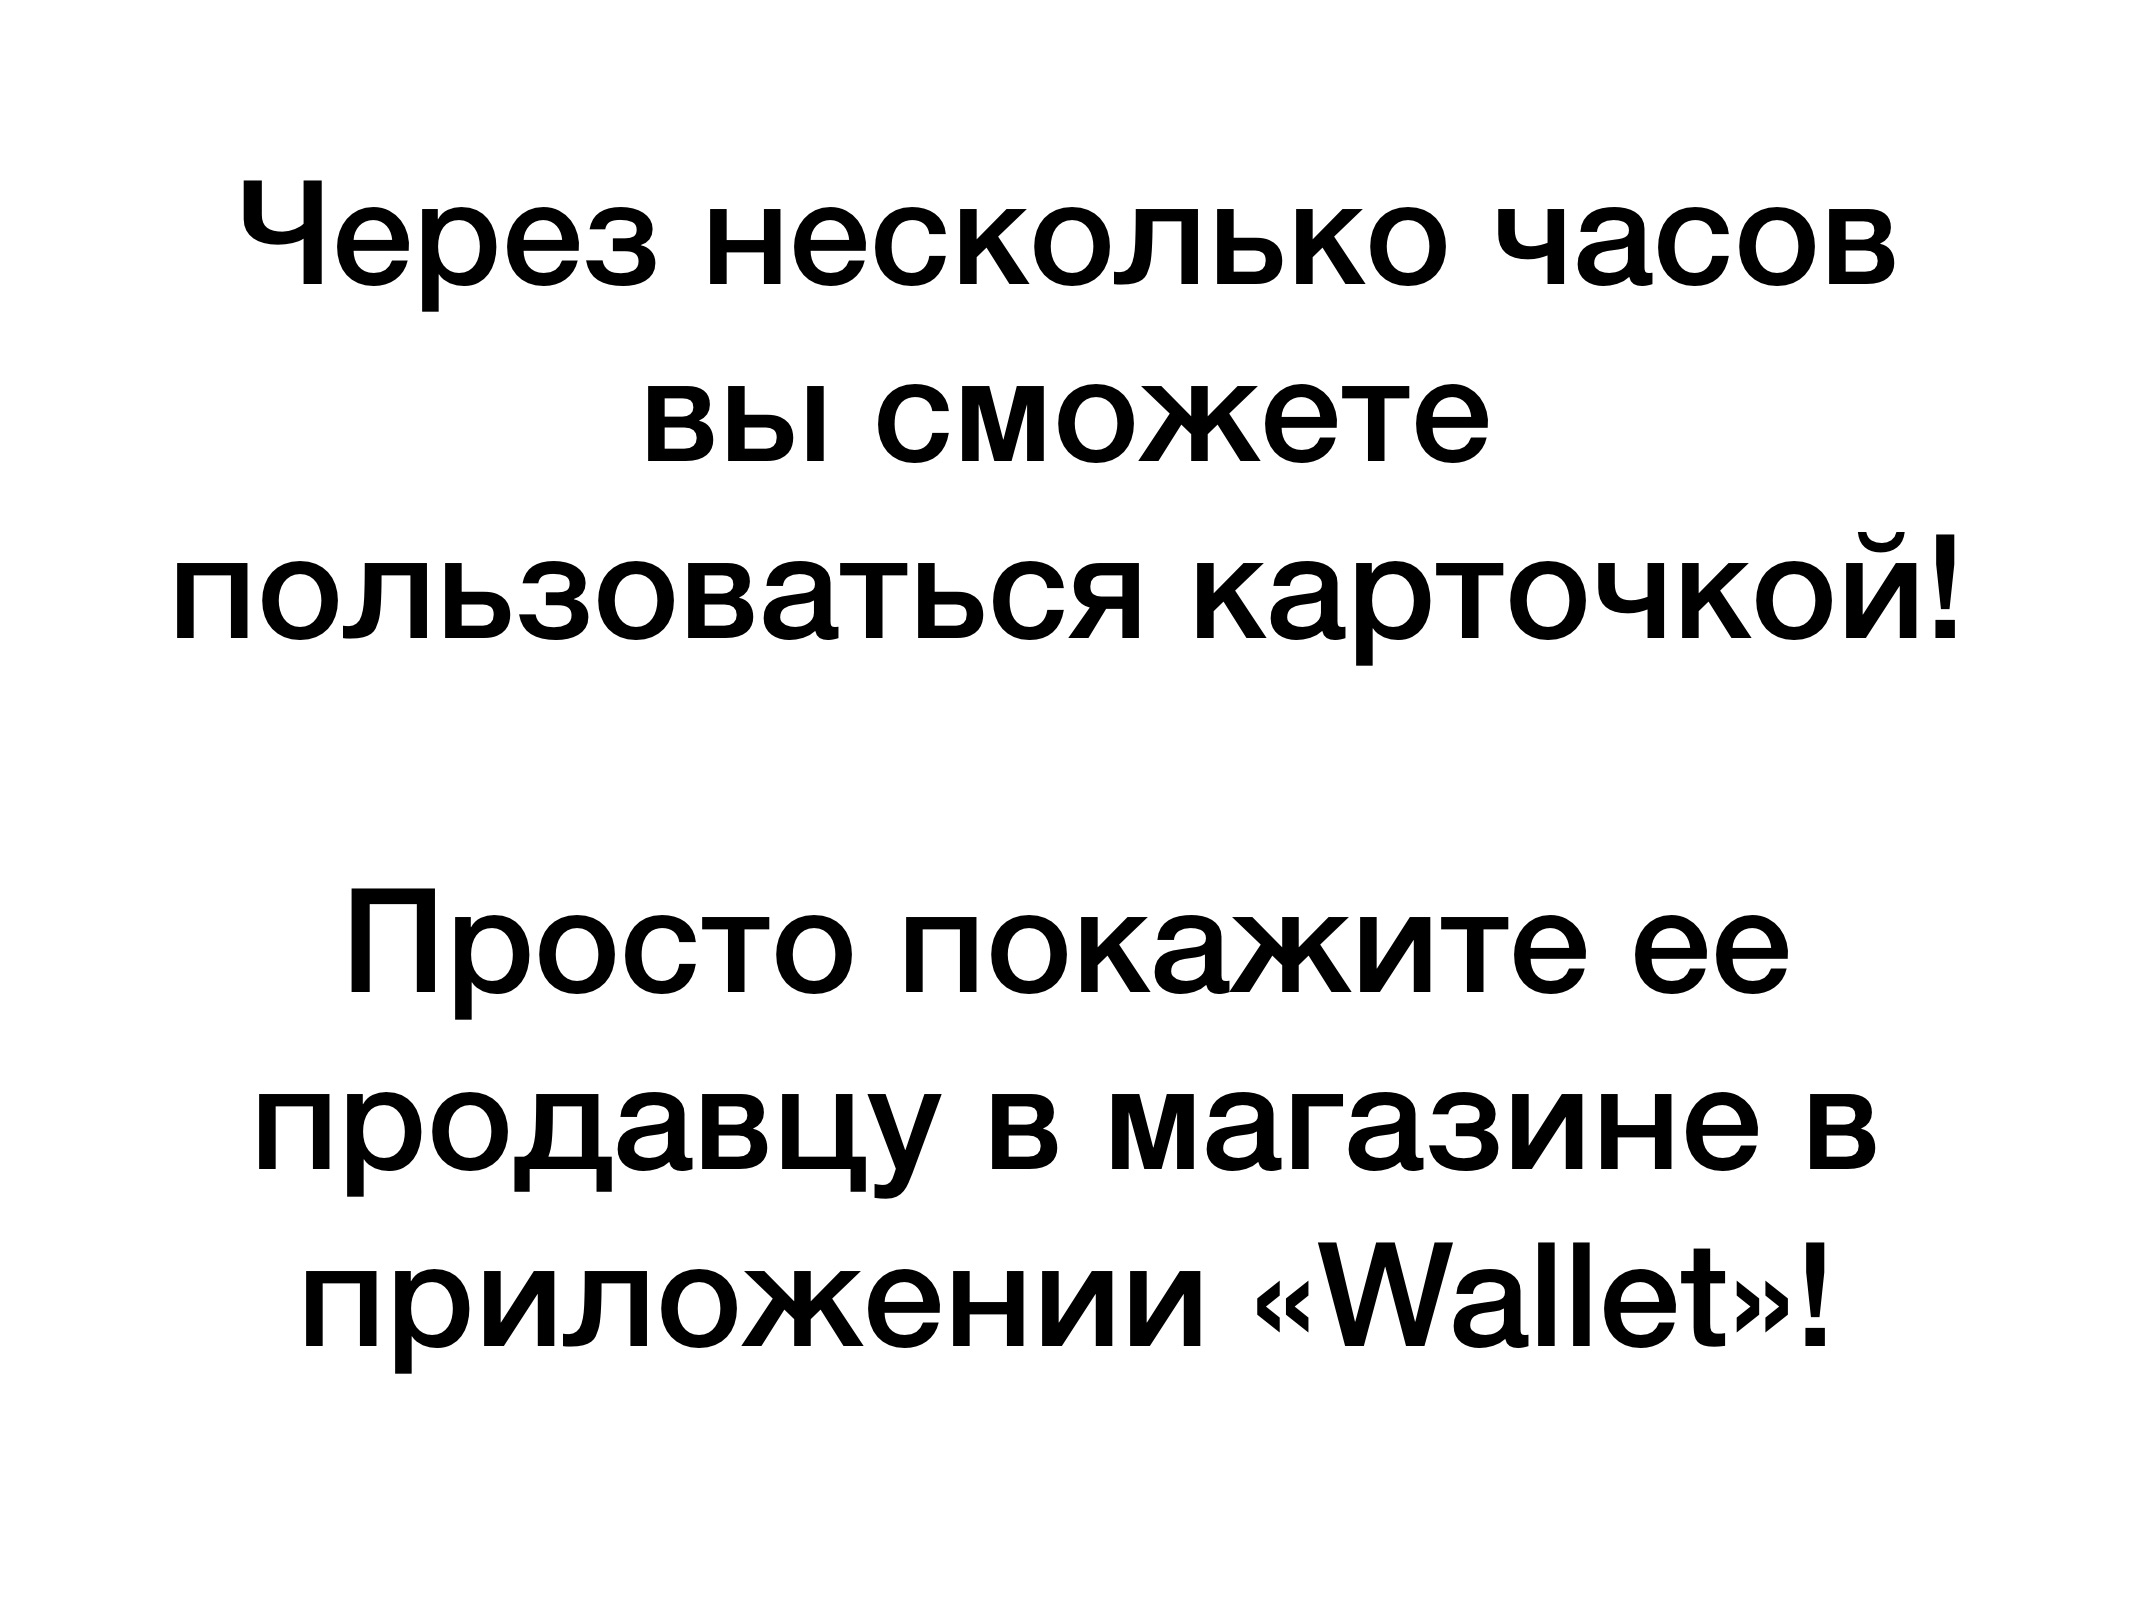 Через несколько часов
вы сможете
пользоваться карточкой!
Просто покажите ее
продавцу в магазине в
приложении «Wallet»!